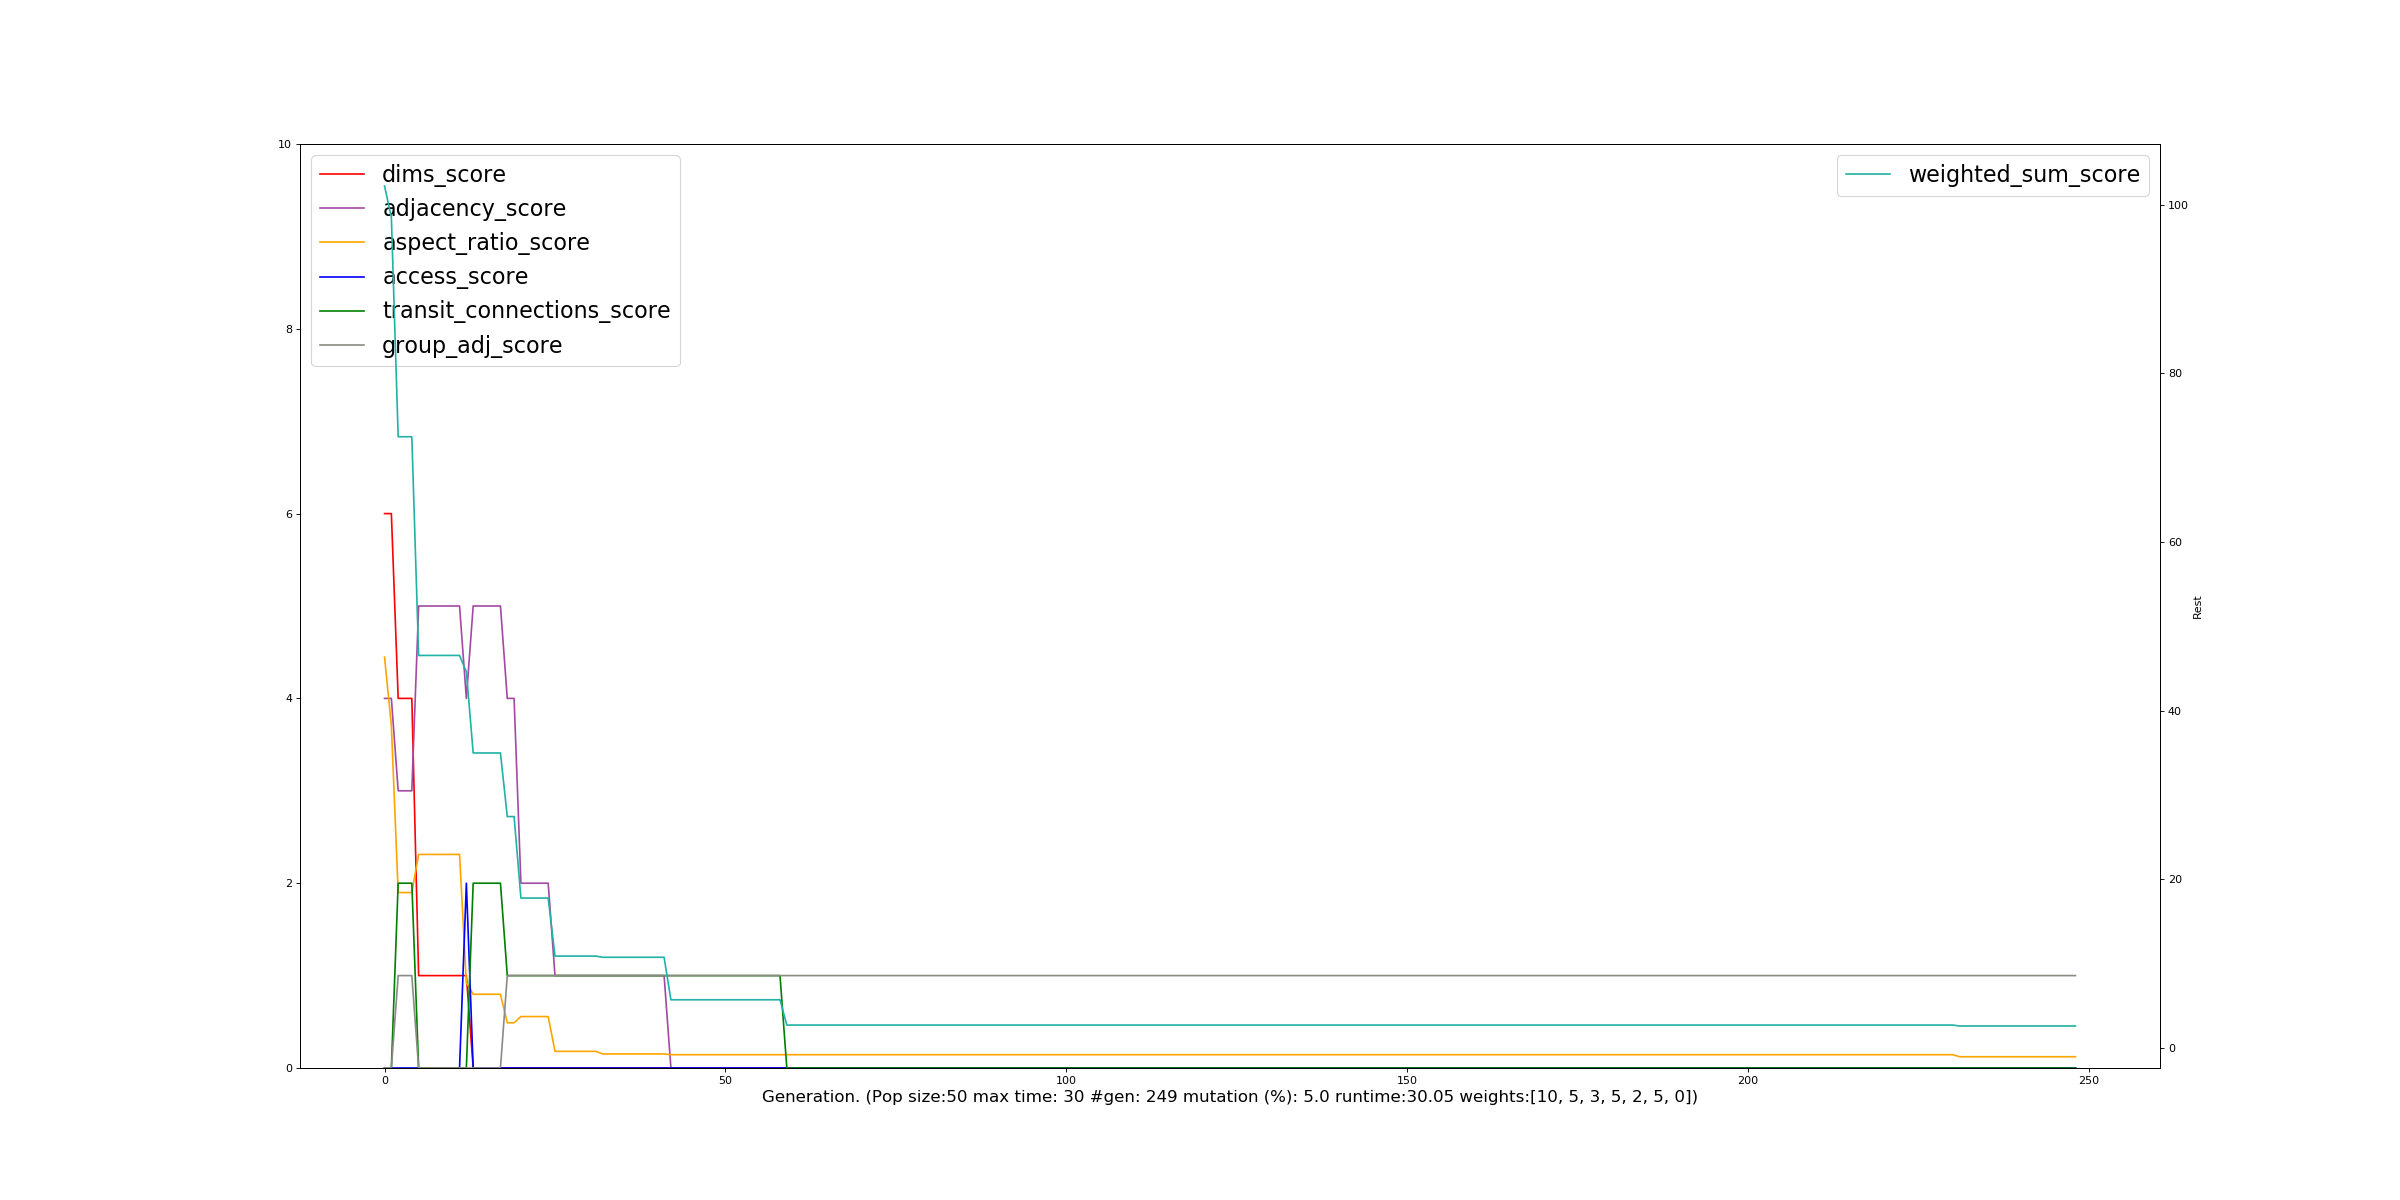 dims_score
adjacency_score
aspect_ratio_score
access_score
transit_connections_score
group_adj_score
weighted_sum_score
10
8
6
4
2
0
100
80
60
40
20
0
Rest
0
50
100
150
200
250
Generation. (Pop size:50 max time: 30 #gen: 249 mutation (%): 5.0 runtime:30.05 weights:[10, 5, 3, 5, 2, 5, 0])